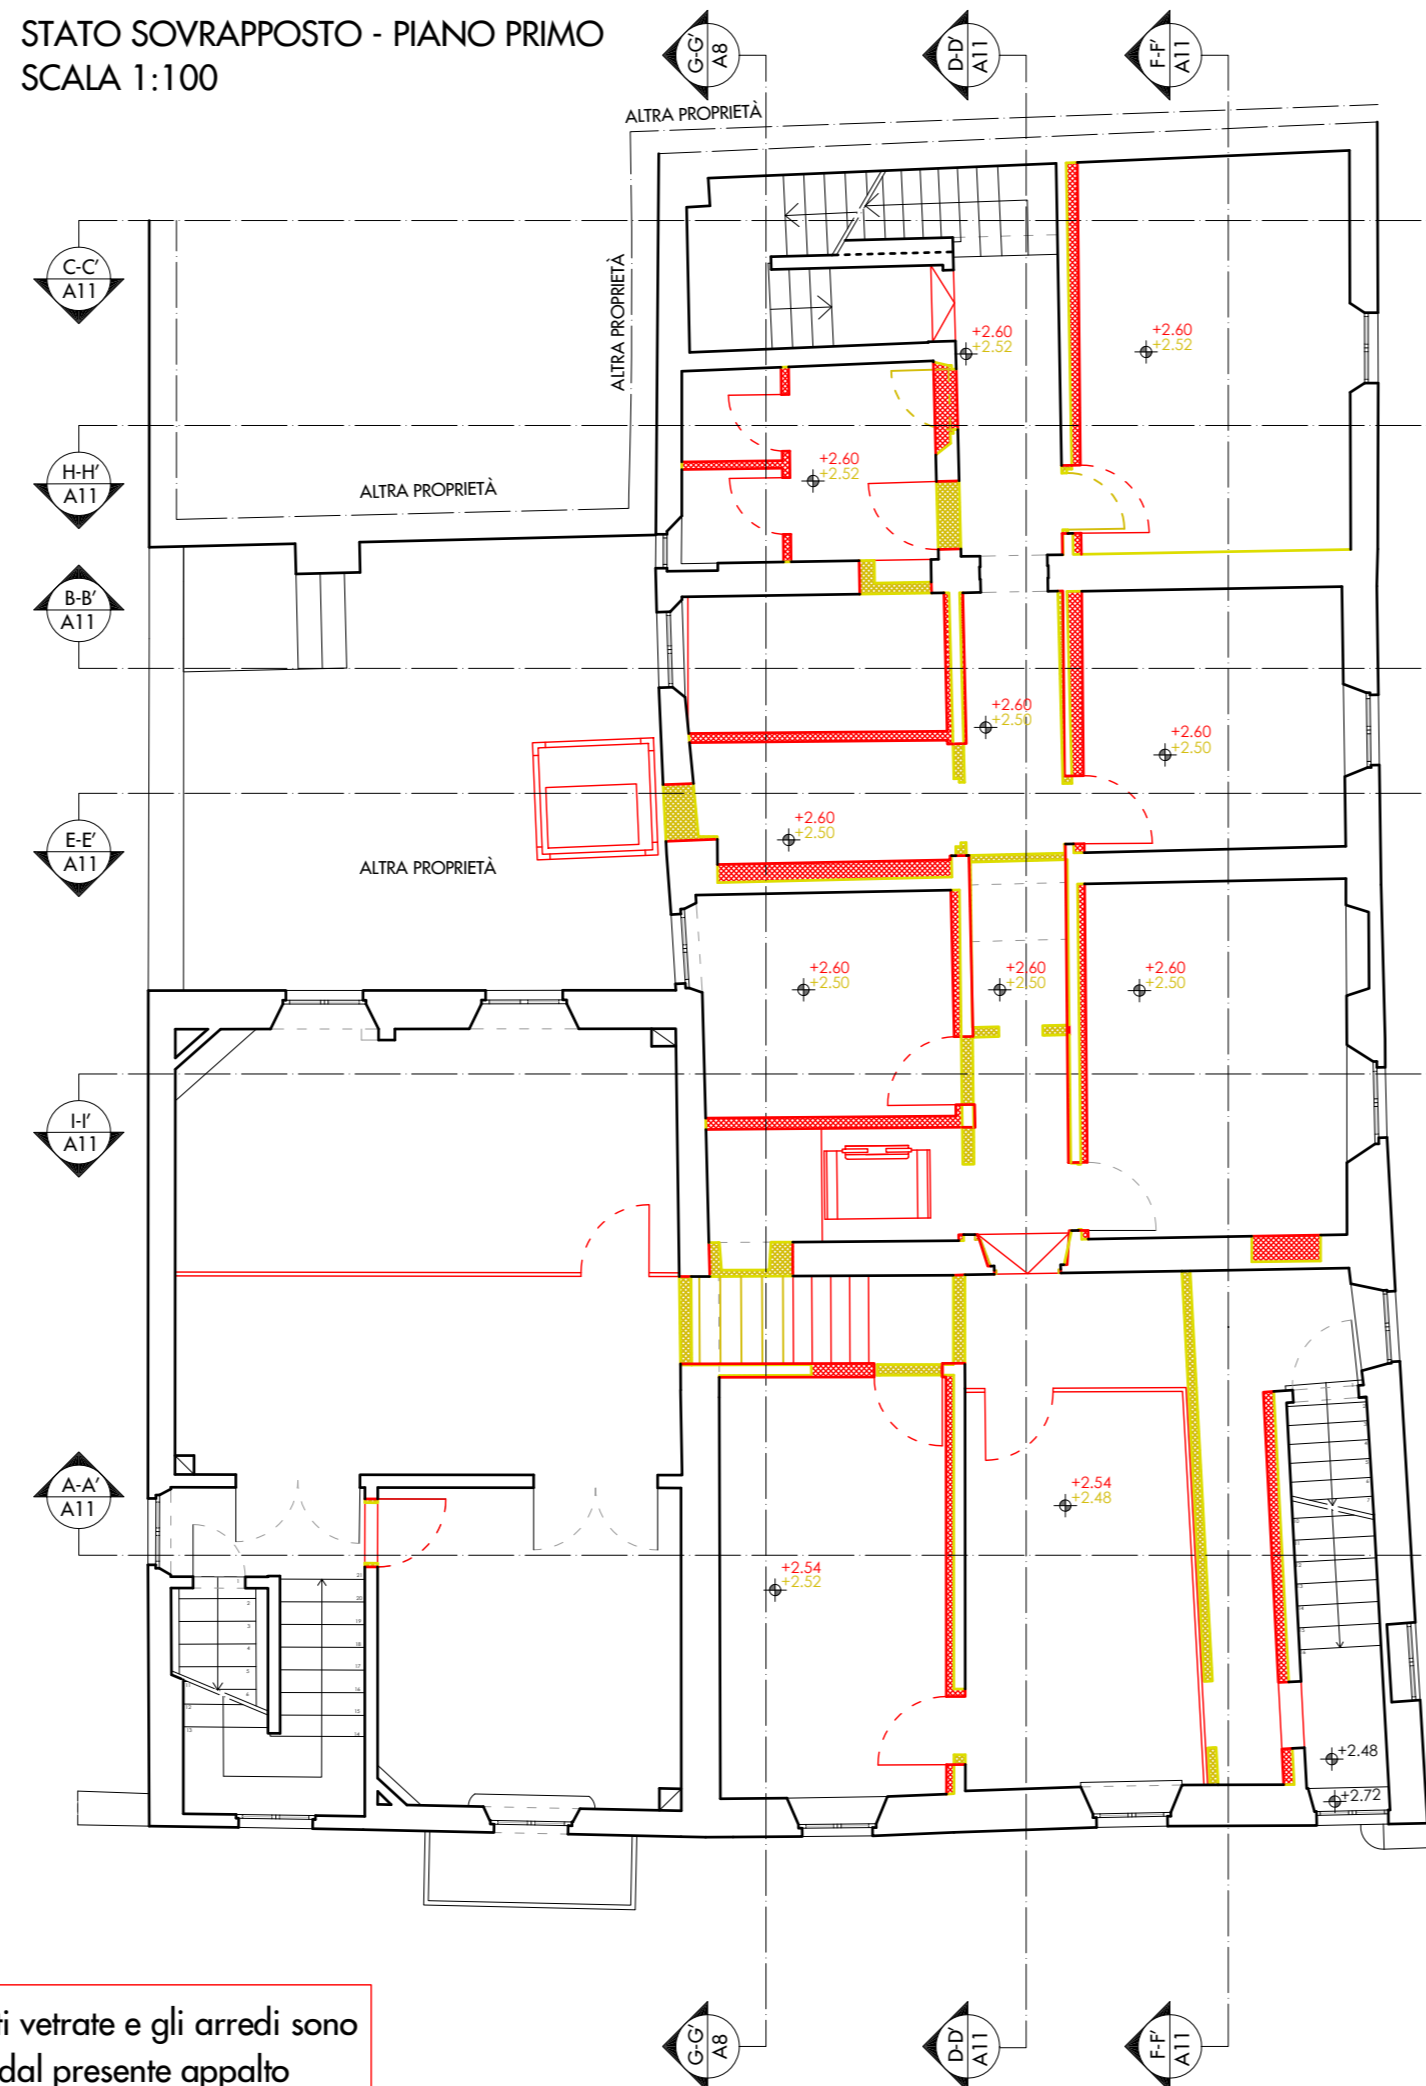 STATO SOVRAPPOSTO - PIANO PRIMO
SCALA 1:100
G-G'
A8
D-D'
A11
F-F'
A11
ALTRA PROPRIETÀ
C-C'
A11
ALTRA PROPRIETÀ
+2.60
+2.52
+2.60
+2.52
H-H'
A11
ALTRA PROPRIETÀ
+2.60
+2.52
B-B'
A11
+2.60
+2.50
+2.60
+2.50
E-E'
A11
ALTRA PROPRIETÀ
+2.60
+2.50
+2.60
+2.50
+2.60
+2.50
+2.60
+2.50
I-I'
A11
A-A'
A11
+2.54
+2.48
+2.54
+2.52
+2.48
+2.72
ti vetrate e gli arredi sono
dal presente appalto
G-G'
A8
D-D'
A11
F-F'
A11